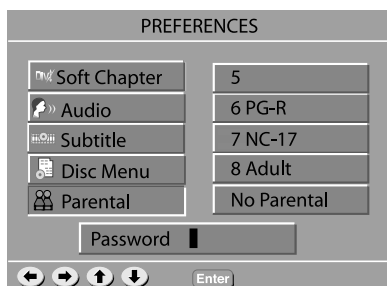 PREFERENCES
Soft Chapter
5
Audio
6 PG-R
Subtitle
7 NC-17
Disc Menu
8 Adult
Parental
No Parental
Password
Enter